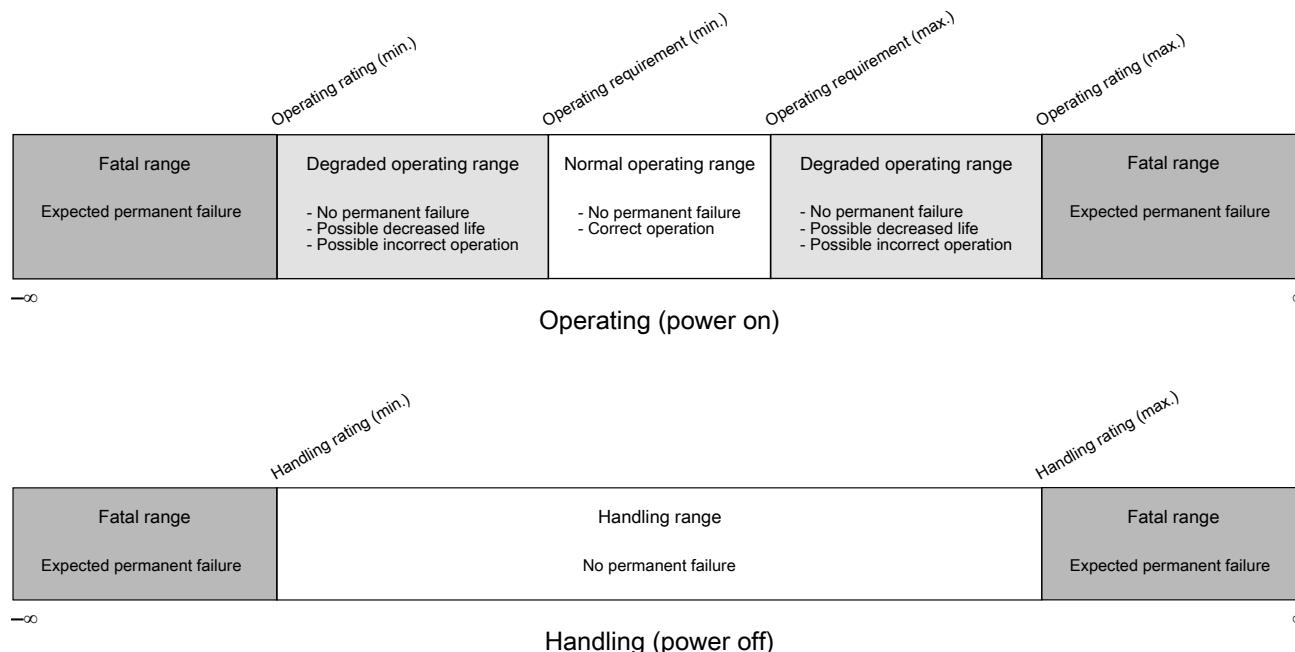 Operating rating (min.)
Operating requirement (min.)
Operating requirement (max.)
Operating rating (max.)
Fatal range
Expected permanent failure
Degraded operating range
- No permanent failure
- Possible decreased life
- Possible incorrect operation
Normal operating range
- No permanent failure
- Correct operation
Degraded operating range
- No permanent failure
- Possible decreased life
- Possible incorrect operation
Fatal range
Expected permanent failure
–∞
Operating (power on)
Handling rating (min.)
Handling rating (max.)
Fatal range
Expected permanent failure
Handling range
No permanent failure
Fatal range
Expected permanent failure
–∞
Handling (power off)